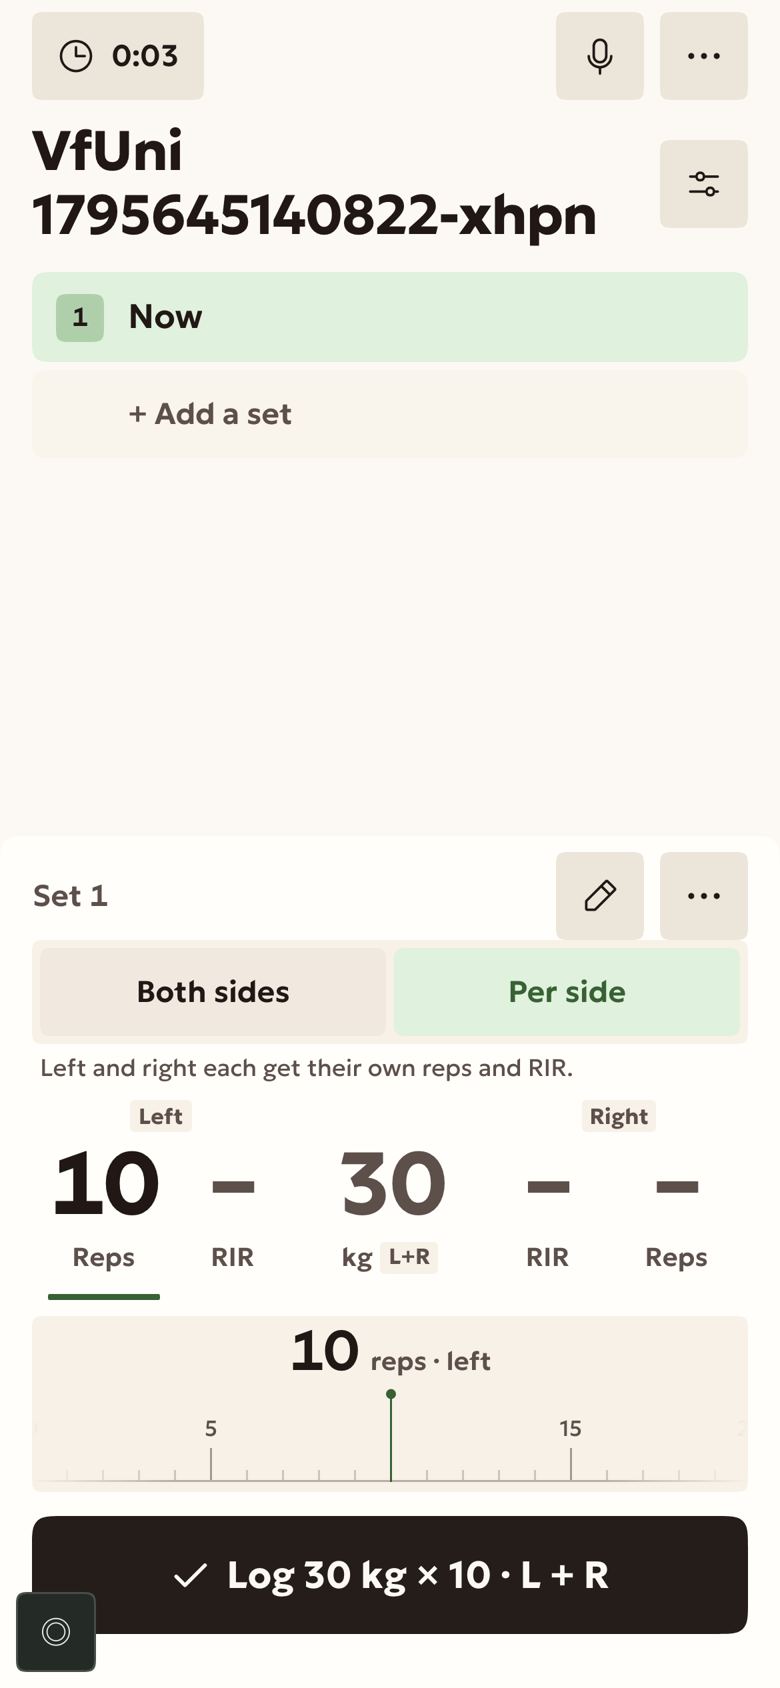 0:03
VfUni
1795645140822-xhpn
1 Now
+ Add a set
Set 1
Both sides Per side
Left and right each get their own reps and RIR.
Left Right
10 – 30 – –
Reps RIR kg L+R RIR Reps
10 reps · left
5 15
Log 30 kg × 10 · L + R